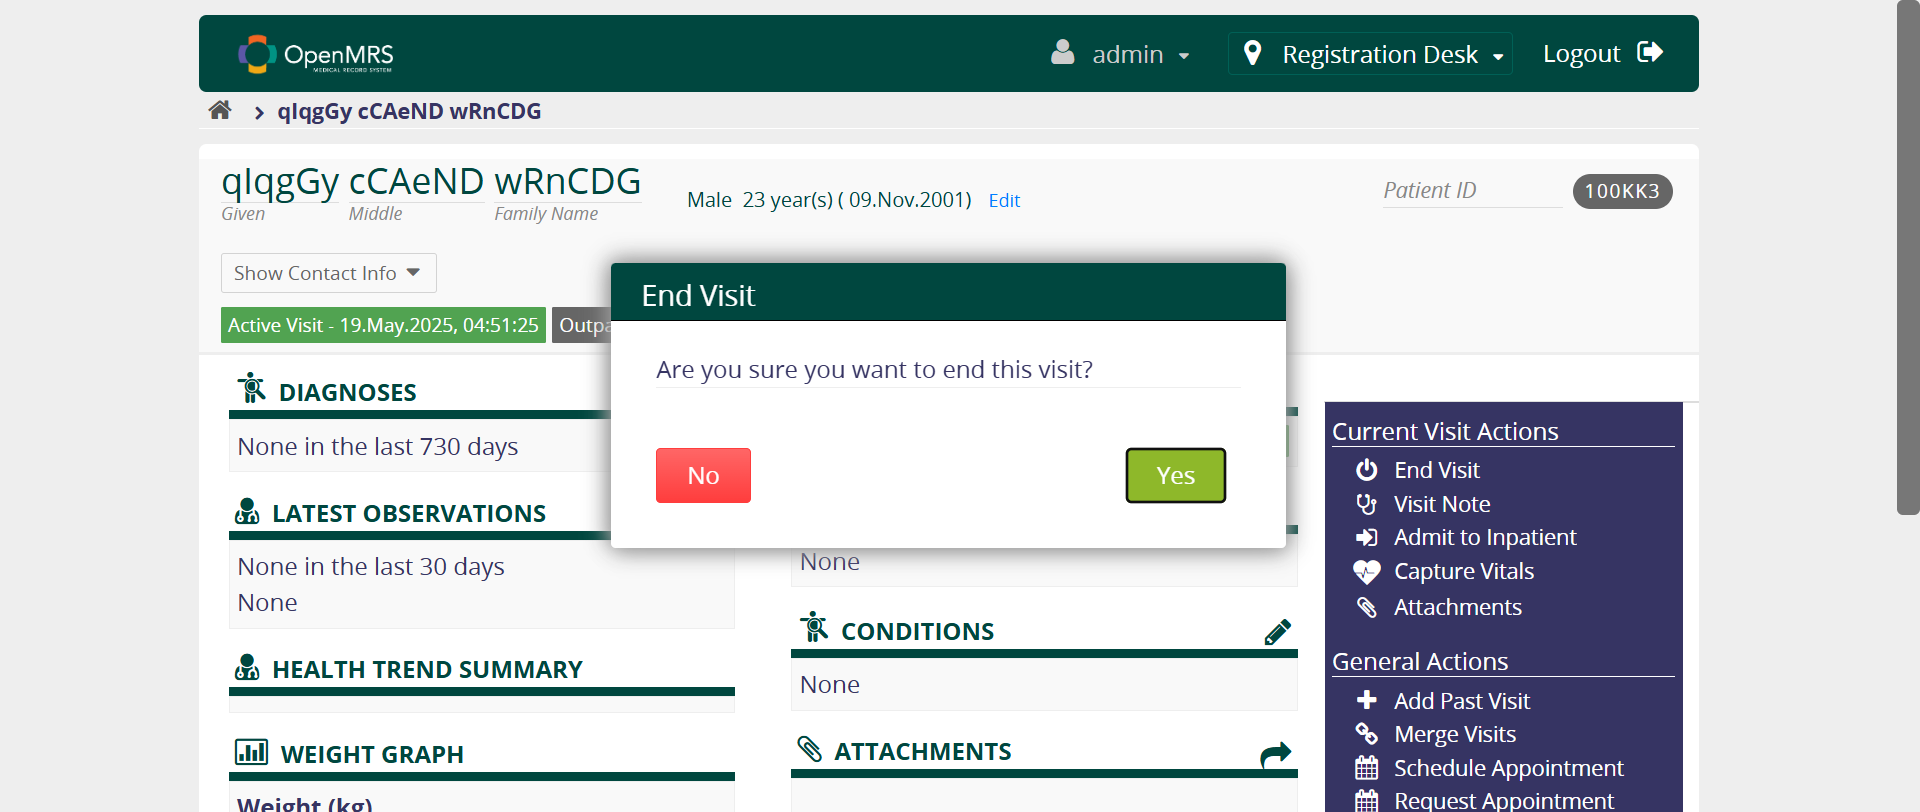 OpenMRS
MEDICAL RECORD SYSTEM
admin
Registration Desk
Logout
qIqgGy cCAeND wRnCDG
qIqgGy cCAeND wRnCDG
Given Middle Family Name
Male 23 year(s) ( 09.Nov.2001) Edit
Patient ID 100KK3
Show Contact Info
Active Visit - 19.May.2025, 04:51:25
End Visit
Are you sure you want to end this visit?
No
Yes
DIAGNOSES
None in the last 730 days
LATEST OBSERVATIONS
None in the last 30 days
None
HEALTH TREND SUMMARY
WEIGHT GRAPH
Weight (kg)
None
CONDITIONS
None
ATTACHMENTS
Current Visit Actions
End Visit
Visit Note
Admit to Inpatient
Capture Vitals
Attachments
General Actions
Add Past Visit
Merge Visits
Schedule Appointment
Request Appointment